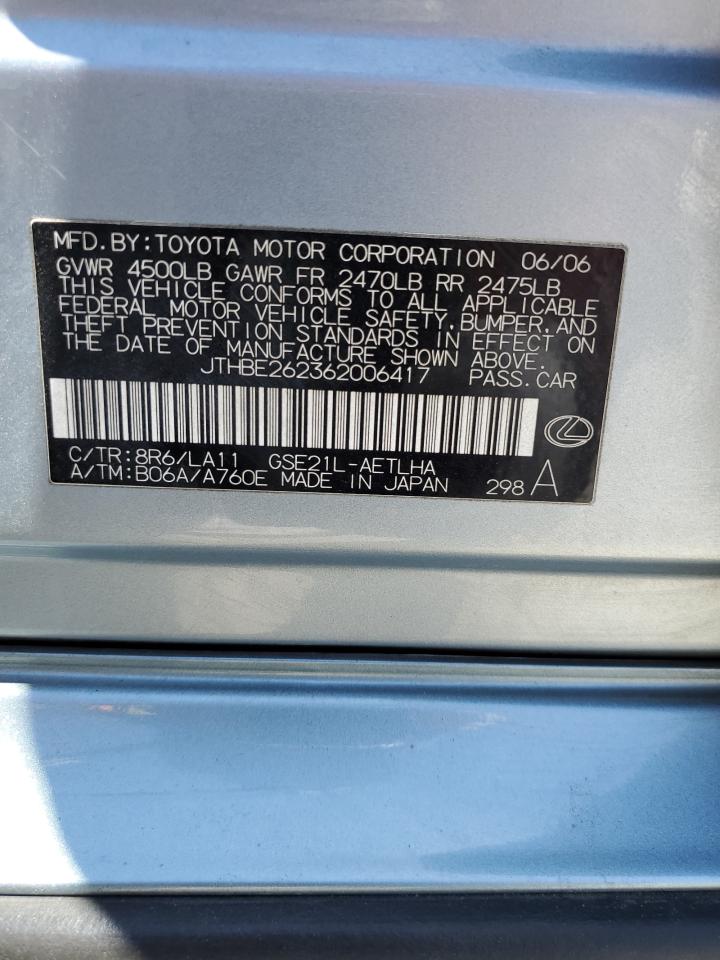 MFD.BY:TOYOTA MOTOR CORPORATION 06/06
GVWR 4500LB GAWR FR 2470LB RR 2475LB
THIS VEHICLE CONFORMS TO ALL APPLICABLE
FEDERAL MOTOR VEHICLE SAFETY,BUMPER,AND
THEFT PREVENTION STANDARDS IN EFFECT ON
THE DATE OF MANUFACTURE SHOWN ABOVE.
JTHBE262362006417 PASS.CAR
C/TR:8R6/LA11 GSE21L-AETLHA
A/TM:B06A/A760E MADE IN JAPAN 298 A